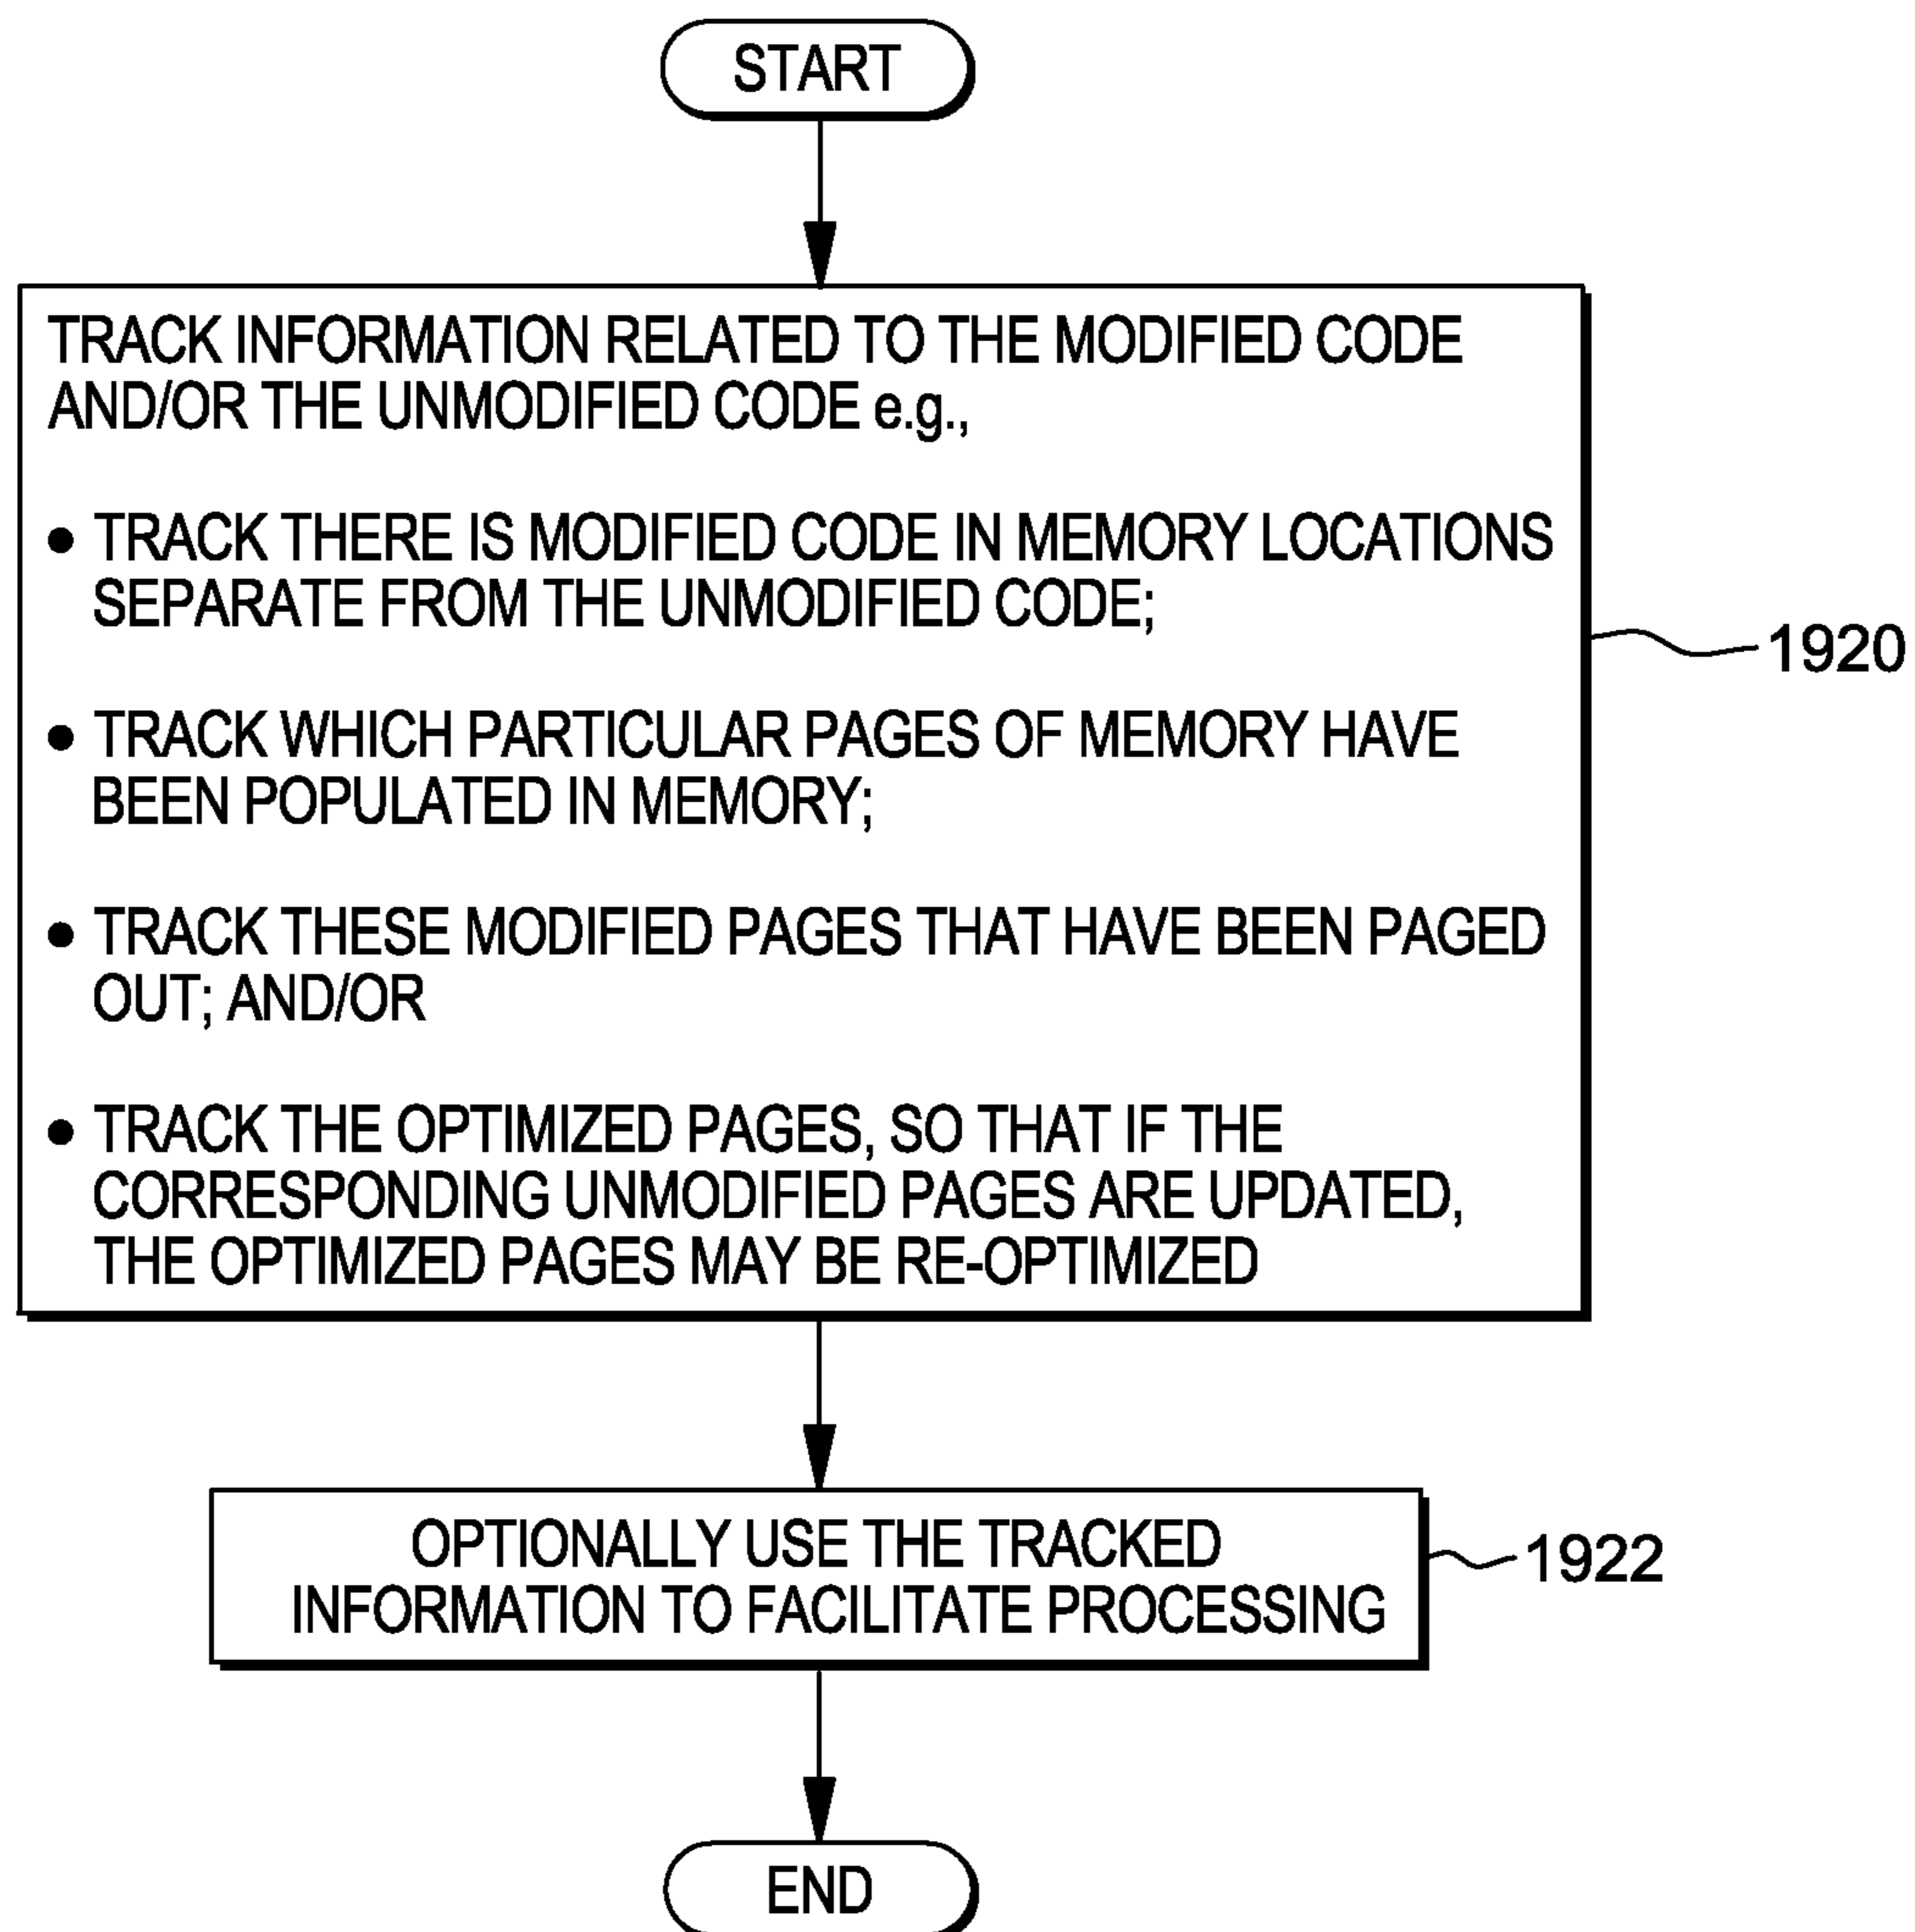 START
TRACK INFORMATION RELATED TO THE MODIFIED CODE
AND/OR THE UNMODIFIED CODE e.g.,
• TRACK THERE IS MODIFIED CODE IN MEMORY LOCATIONS
SEPARATE FROM THE UNMODIFIED CODE;
1920
• TRACK WHICH PARTICULAR PAGES OF MEMORY HAVE
BEEN POPULATED IN MEMORY;
• TRACK THESE MODIFIED PAGES THAT HAVE BEEN PAGED
OUT; AND/OR
• TRACK THE OPTIMIZED PAGES, SO THAT IF THE
CORRESPONDING UNMODIFIED PAGES ARE UPDATED,
THE OPTIMIZED PAGES MAY BE RE-OPTIMIZED
OPTIONALLY USE THE TRACKED
INFORMATION TO FACILITATE PROCESSING
1922
END